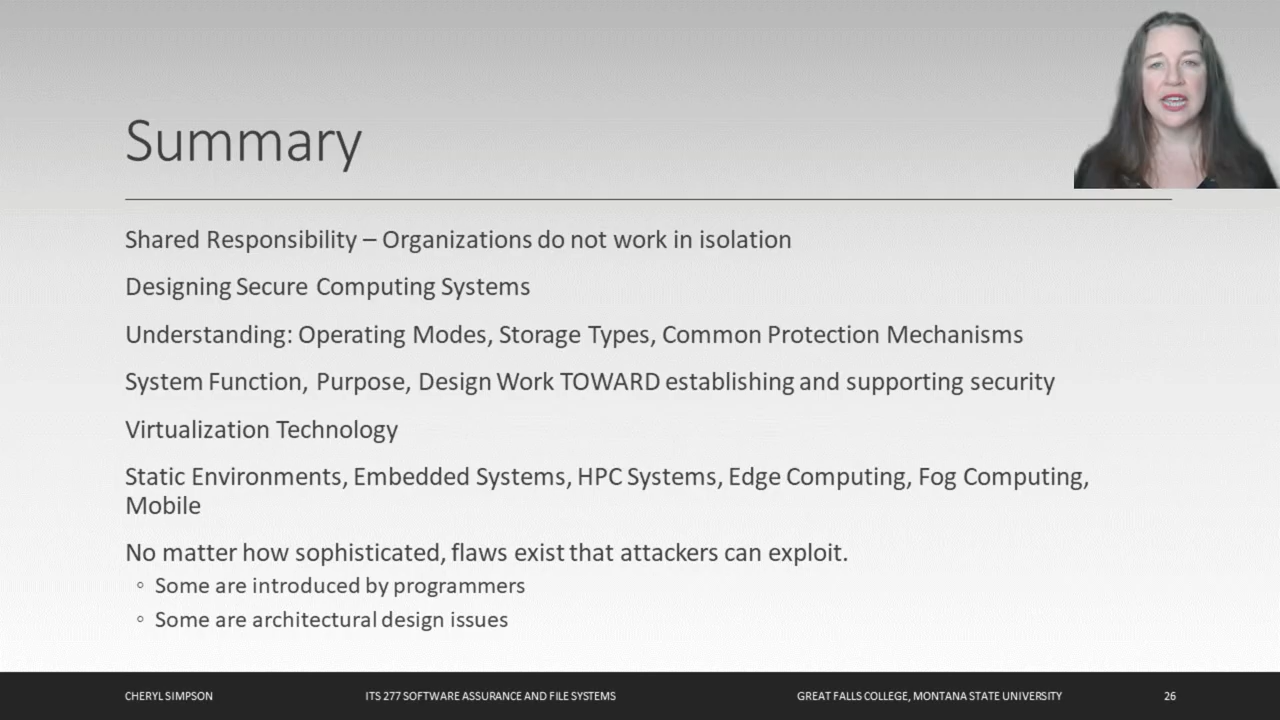 Summary
Shared Responsibility – Organizations do not work in isolation
Designing Secure Computing Systems
Understanding: Operating Modes, Storage Types, Common Protection Mechanisms
System Function, Purpose, Design Work TOWARD establishing and supporting security
Virtualization Technology
Static Environments, Embedded Systems, HPC Systems, Edge Computing, Fog Computing,
Mobile
No matter how sophisticated, flaws exist that attackers can exploit.
◦ Some are introduced by programmers
◦ Some are architectural design issues
CHERYL SIMPSON ITS 277 SOFTWARE ASSURANCE AND FILE SYSTEMS GREAT FALLS COLLEGE, MONTANA STATE UNIVERSITY 26